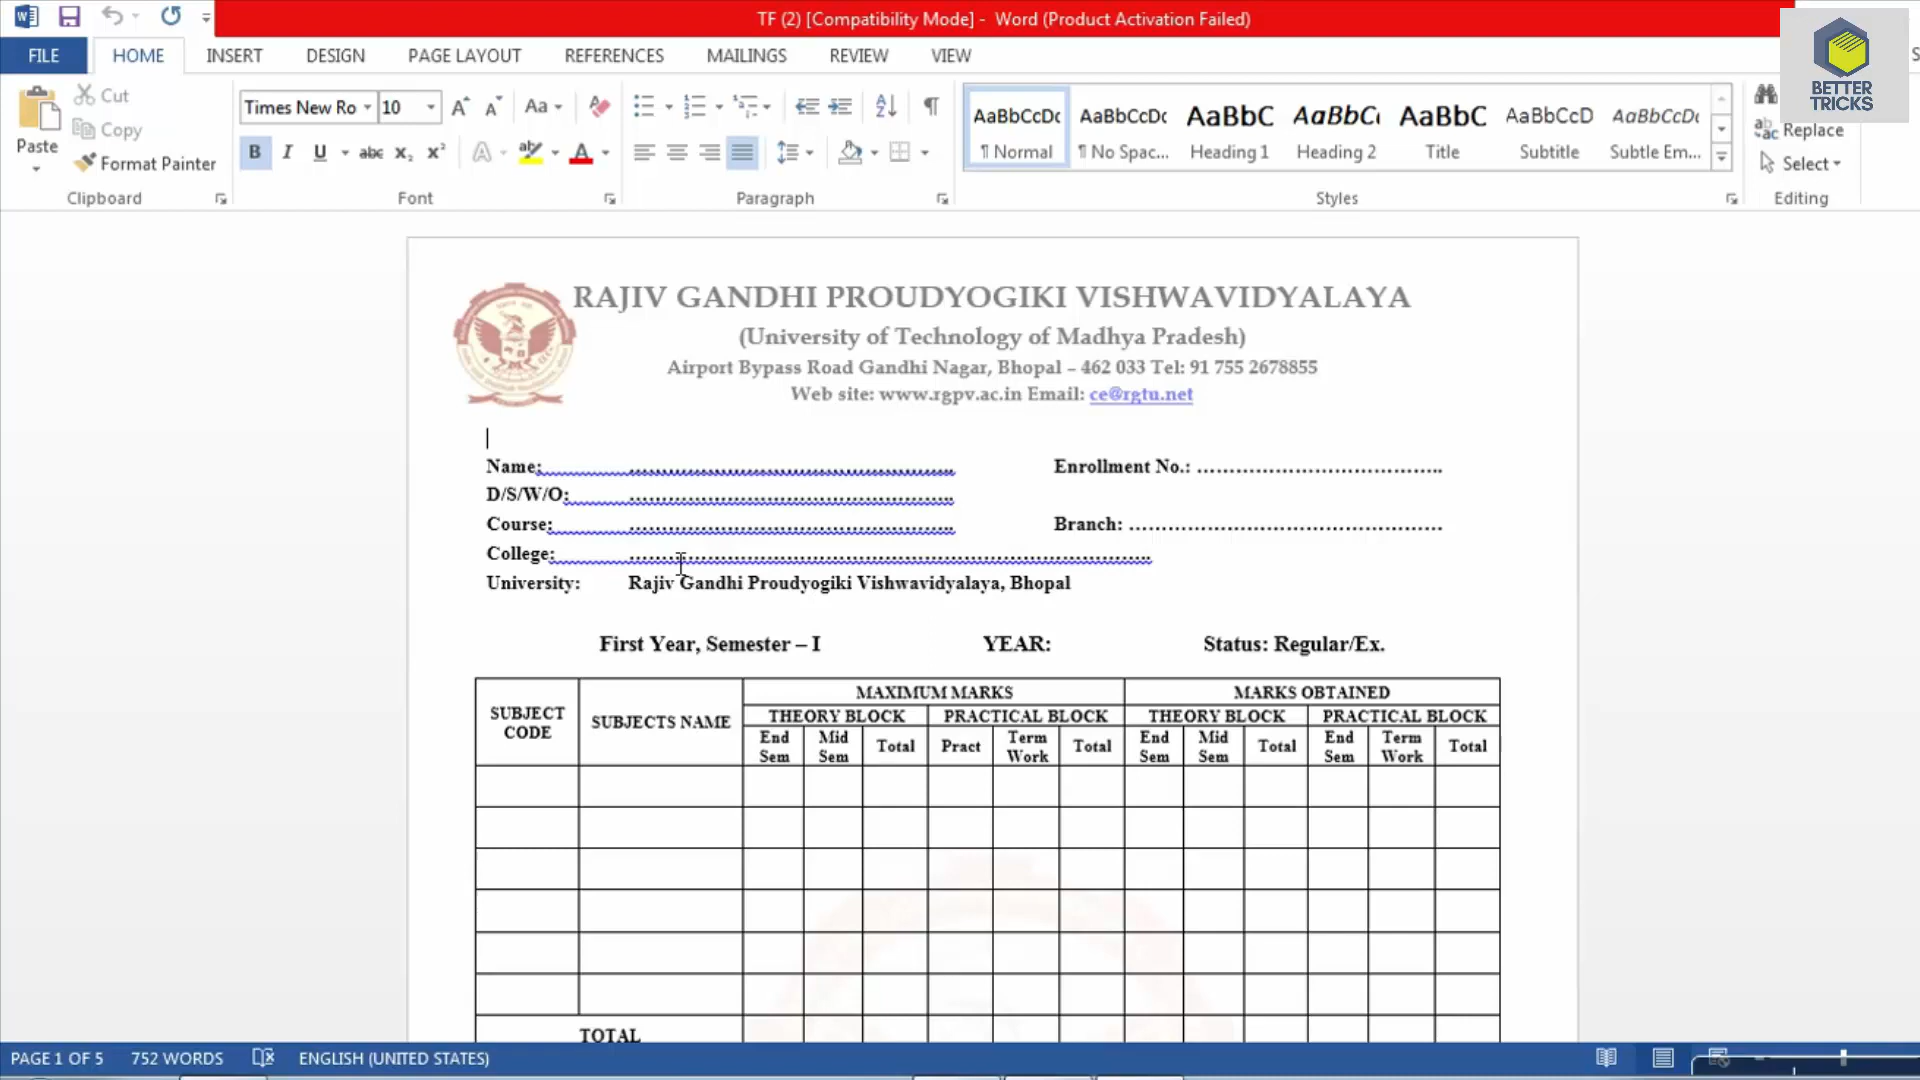 TF (2) [Compatibility Mode] - Word (Product Activation Failed)
BETTER
TRICKS
FILE HOME INSERT DESIGN PAGE LAYOUT REFERENCES MAILINGS REVIEW VIEW
Paste
Cut
Copy
Format Painter
Clipboard
Times New Ro 10
Aa
B I U abc X₂ X²
Font
Paragraph
AaBbCcDc AaBbCcDc AaBbC AaBbC AaBbC AaBbCcD AaBbCcDc
¶ Normal ¶ No Spac... Heading 1 Heading 2 Title Subtitle Subtle Em...
Styles
Replace
Select
Editing
RAJIV GANDHI PROUDYOGIKI VISHWAVIDYALAYA
(University of Technology of Madhya Pradesh)
Airport Bypass Road Gandhi Nagar, Bhopal – 462 033 Tel: 91 755 2678855
Web site: www.rgpv.ac.in Email: ce@rgtu.net
Name: ………………………………………….. Enrollment No.: ………………………………..
D/S/W/O: …………………………………………..
Course: ………………………………………….. Branch: …………………………………………
College: ……………………………………………………………………..
University: Rajiv Gandhi Proudyogiki Vishwavidyalaya, Bhopal
First Year, Semester – I YEAR: Status: Regular/Ex.
SUBJECT CODE SUBJECTS NAME MAXIMUM MARKS MARKS OBTAINED
THEORY BLOCK PRACTICAL BLOCK THEORY BLOCK PRACTICAL BLOCK
End Sem Mid Sem Total Pract Term Work Total End Sem Mid Sem Total End Sem Term Work Total
TOTAL
PAGE 1 OF 5 752 WORDS ENGLISH (UNITED STATES)